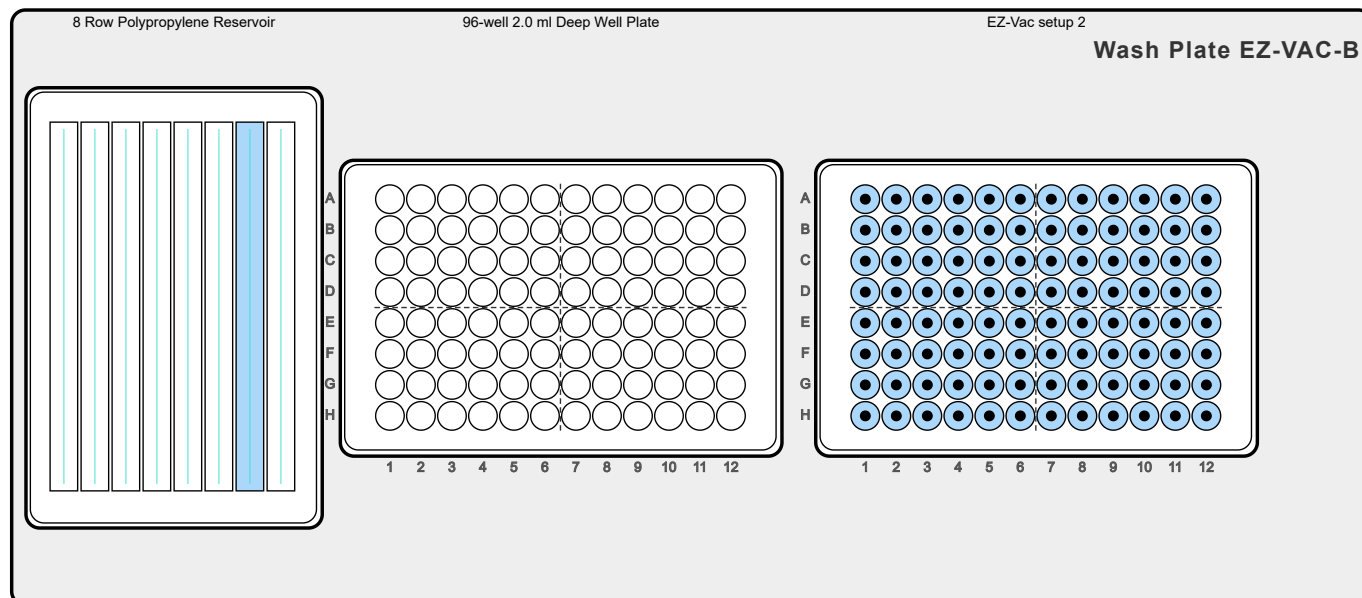 8 Row Polypropylene Reservoir 96-well 2.0 ml Deep Well Plate EZ-Vac setup 2
Wash Plate EZ-VAC-B
A A
B B
C C
D D
E E
F F
G G
H H
1 2 3 4 5 6 7 8 9 10 11 12 1 2 3 4 5 6 7 8 9 10 11 12